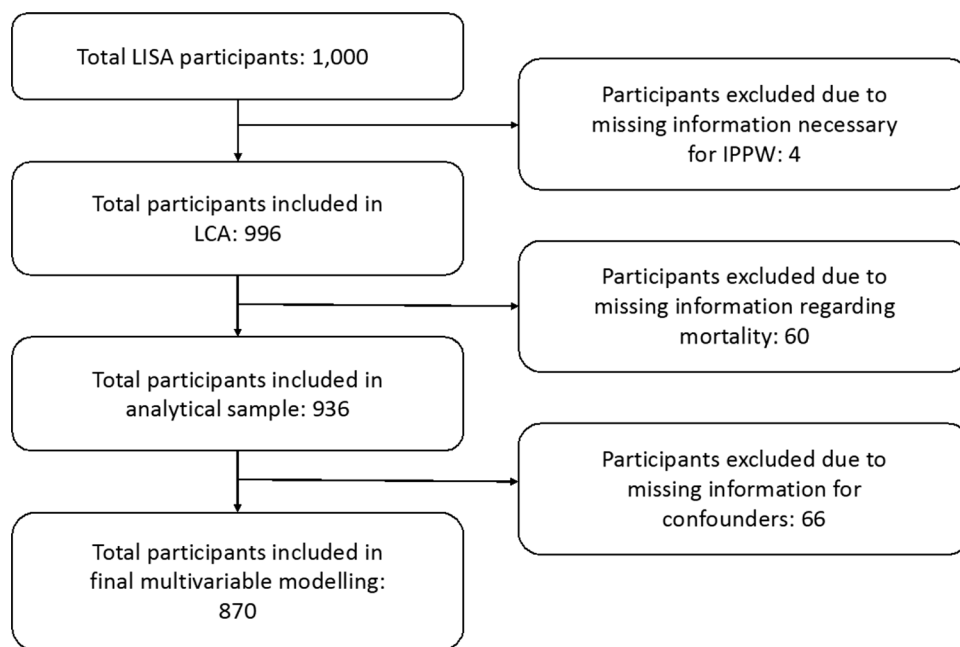 Total LISA participants: 1,000
Participants excluded due to
missing information necessary
for IPPW: 4
Total participants included in
LCA: 996
Participants excluded due to
missing information regarding
mortality: 60
Total participants included in
analytical sample: 936
Participants excluded due to
missing information for
confounders: 66
Total participants included in
final multivariable modelling:
870